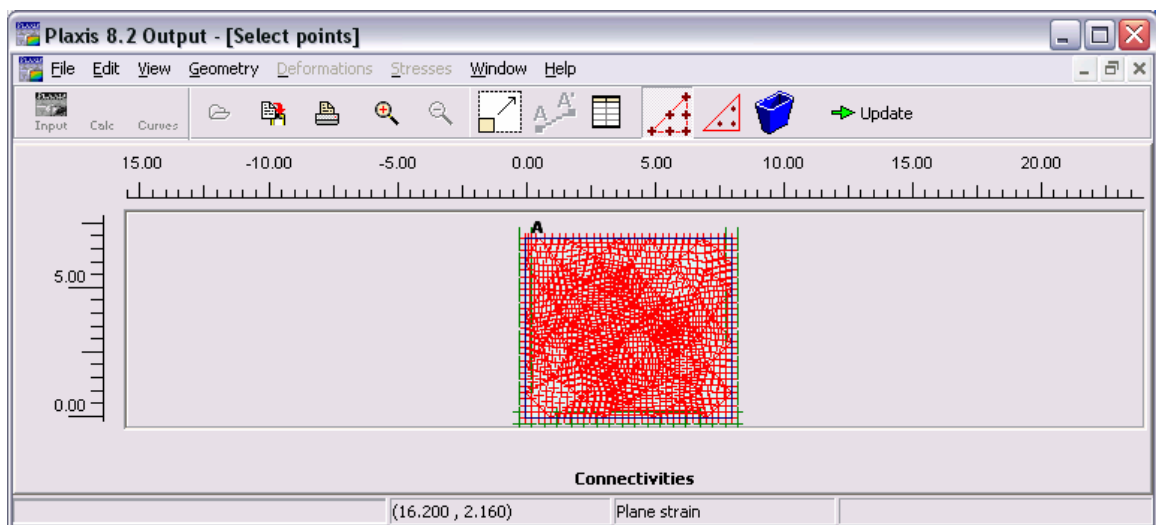 Plaxis 8.2 Output - [Select points]
File Edit View Geometry Deformations Stresses Window Help
PLAXIS
Input Calc Curves Update
15.00 -10.00 -5.00 0.00 5.00 10.00 15.00 20.00
A
5.00
0.00
Connectivities
(16.200 , 2.160) Plane strain